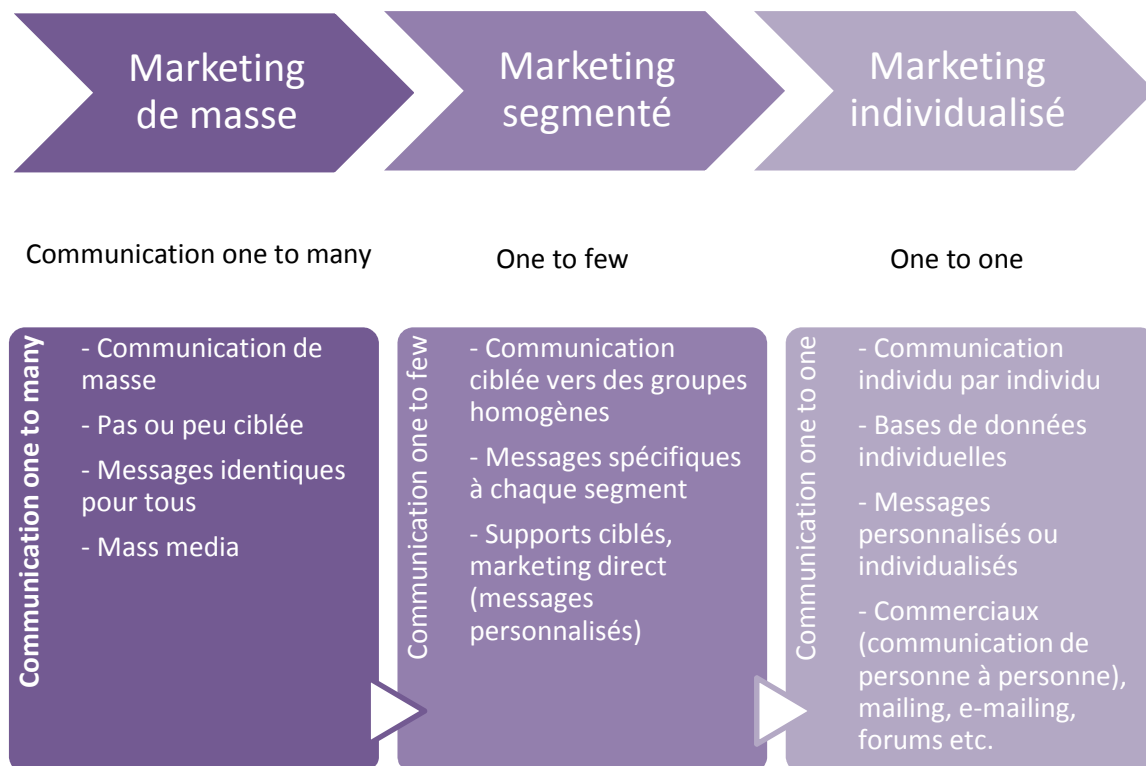 Marketing
de masse
Marketing
segmenté
Marketing
individualisé
Communication one to many
One to few
One to one
Communication one to many
- Communication de
masse
- Pas ou peu ciblée
- Messages identiques
pour tous
- Mass media
Communication one to few
- Communication
ciblée vers des groupes
homogènes
- Messages spécifiques
à chaque segment
- Supports ciblés,
marketing direct
(messages
personnalisés)
Communication one to one
- Communication
individu par individu
- Bases de données
individuelles
- Messages
personnalisés ou
individualisés
- Commerciaux
(communication de
personne à personne),
mailing, e-mailing,
forums etc.